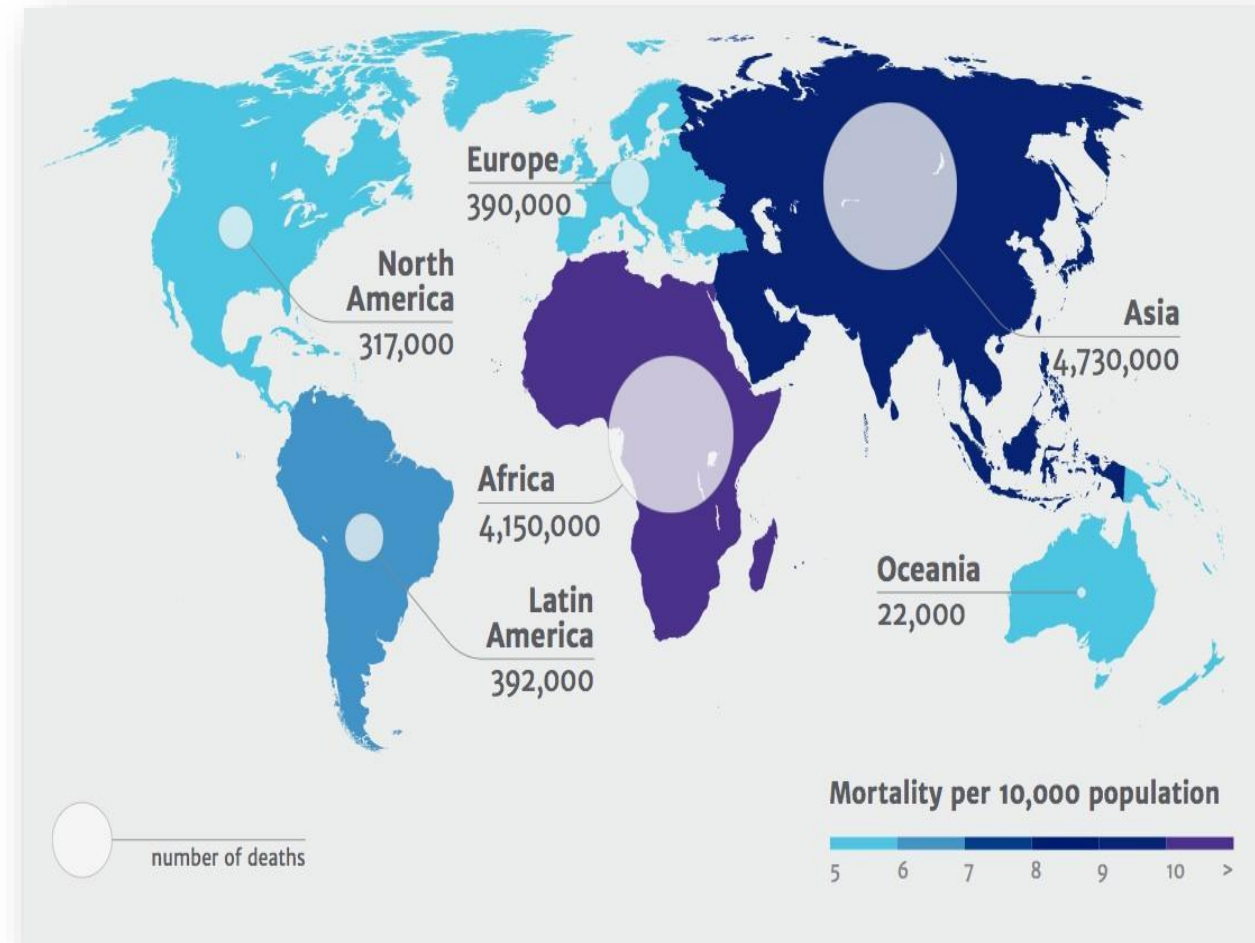 Europe
390,000
North
America
317,000
Asia
4,730,000
Africa
4,150,000
Latin
America
392,000
Oceania
22,000
Mortality per 10,000 population
5 6 7 8 9 10 >
number of deaths